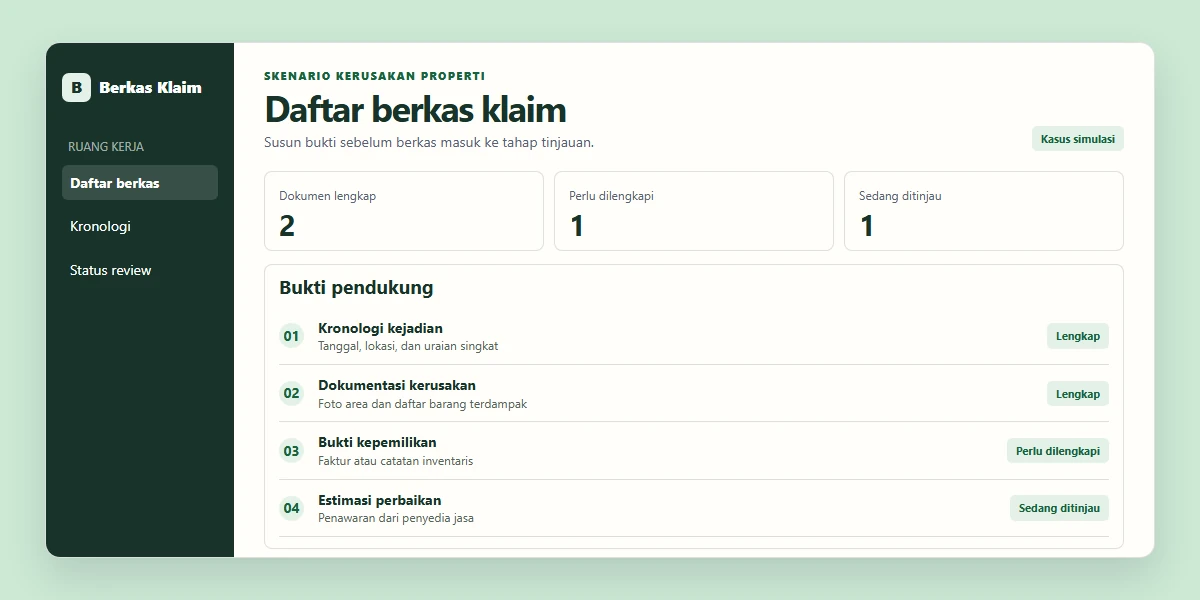 B Berkas Klaim
RUANG KERJA
Daftar berkas
Kronologi
Status review
SKENARIO KERUSAKAN PROPERTI
Daftar berkas klaim
Susun bukti sebelum berkas masuk ke tahap tinjauan.
Kasus simulasi
Dokumen lengkap
2
Perlu dilengkapi
1
Sedang ditinjau
1
Bukti pendukung
01
Kronologi kejadian
Tanggal, lokasi, dan uraian singkat
Lengkap
02
Dokumentasi kerusakan
Foto area dan daftar barang terdampak
Lengkap
03
Bukti kepemilikan
Faktur atau catatan inventaris
Perlu dilengkapi
04
Estimasi perbaikan
Penawaran dari penyedia jasa
Sedang ditinjau